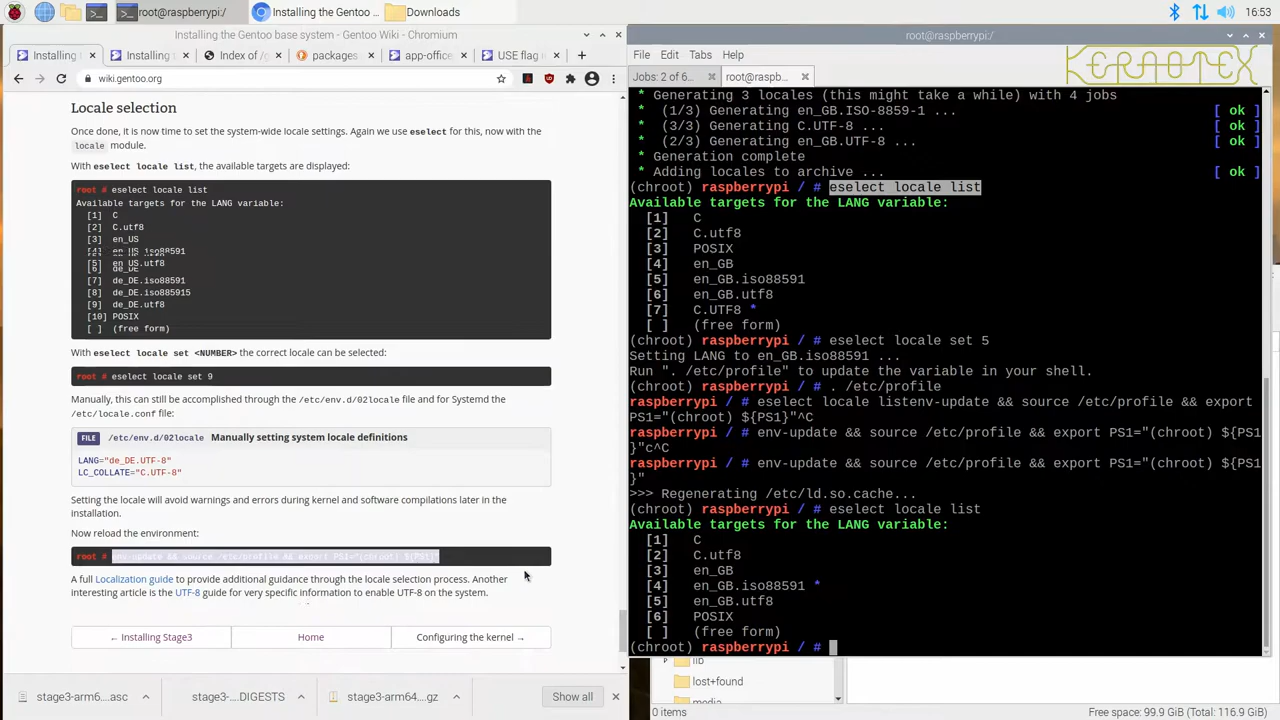 root@raspberrypi:/
Installing the Gentoo ...
Downloads
16:53
Installing the Gentoo base system - Gentoo Wiki - Chromium
Installing
Installing
Index of /g
packages
app-office
USE flag i
wiki.gentoo.org
Locale selection
Once done, it is now time to set the system-wide locale settings. Again we use eselect for this, now with the
locale module.
With eselect locale list, the available targets are displayed:
root # eselect locale list
Available targets for the LANG variable:
[1] C
[2] C.utf8
[3] en_US
[4] en_US.iso88591
[5] en_US.utf8
[6] de_DE
[7] de_DE.iso88591
[8] de_DE.iso885915
[9] de_DE.utf8
[10] POSIX
[ ] (free form)
With eselect locale set <NUMBER> the correct locale can be selected:
root # eselect locale set 9
Manually, this can still be accomplished through the /etc/env.d/02locale file and for Systemd the
/etc/locale.conf file:
FILE /etc/env.d/02locale Manually setting system locale definitions
LANG="de_DE.UTF-8"
LC_COLLATE="C.UTF-8"
Setting the locale will avoid warnings and errors during kernel and software compilations later in the
installation.
Now reload the environment:
root # env-update && source /etc/profile && export PS1="(chroot) ${PS1}"
A full Localization guide to provide additional guidance through the locale selection process. Another
interesting article is the UTF-8 guide for very specific information to enable UTF-8 on the system.
← Installing Stage3
Home
Configuring the kernel →
stage3-arm6....asc
stage3-....DIGESTS
stage3-arm64....gz
Show all
root@raspberrypi:/
File Edit Tabs Help
KEROOTEX
Jobs: 2 of 6...
root@raspb...
* Generating 3 locales (this might take a while) with 4 jobs
* (1/3) Generating en_GB.ISO-8859-1 ... [ ok ]
* (3/3) Generating C.UTF-8 ... [ ok ]
* (2/3) Generating en_GB.UTF-8 ... [ ok ]
* Generation complete
* Adding locales to archive ... [ ok ]
(chroot) raspberrypi / # eselect locale list
Available targets for the LANG variable:
[1] C
[2] C.utf8
[3] POSIX
[4] en_GB
[5] en_GB.iso88591
[6] en_GB.utf8
[7] C.UTF8 *
[ ] (free form)
(chroot) raspberrypi / # eselect locale set 5
Setting LANG to en_GB.iso88591 ...
Run ". /etc/profile" to update the variable in your shell.
(chroot) raspberrypi / # . /etc/profile
raspberrypi / # eselect locale listenv-update && source /etc/profile && export
PS1="(chroot) ${PS1}"^C
raspberrypi / # env-update && source /etc/profile && export PS1="(chroot) ${PS1
}"c^C
raspberrypi / # env-update && source /etc/profile && export PS1="(chroot) ${PS1
}"
>>> Regenerating /etc/ld.so.cache...
(chroot) raspberrypi / # eselect locale list
Available targets for the LANG variable:
[1] C
[2] C.utf8
[3] en_GB
[4] en_GB.iso88591 *
[5] en_GB.utf8
[6] POSIX
[ ] (free form)
(chroot) raspberrypi / #
lib
lost+found
media
0 items
Free space: 99.9 GiB (Total: 116.9 GiB)